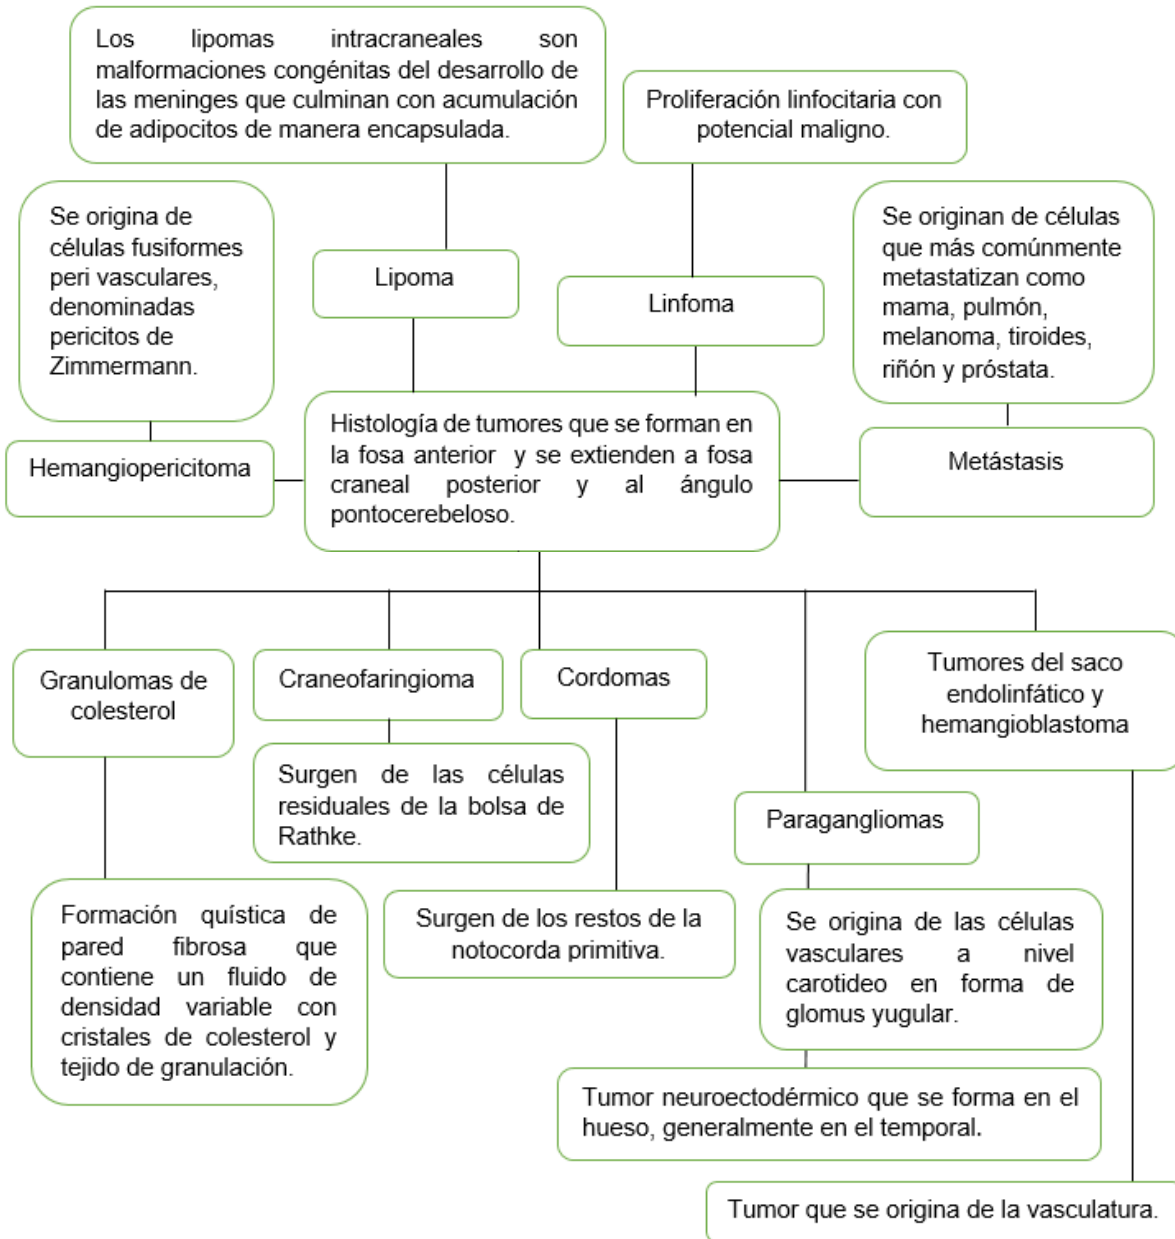 Los lipomas intracraneales son
malformaciones congénitas del desarrollo de
las meninges que culminan con acumulación
de adipocitos de manera encapsulada.
Proliferación linfocitaria con
potencial maligno.
Se origina de
células fusiformes
peri vasculares,
denominadas
pericitos de
Zimmermann.
Lipoma
Linfoma
Se originan de células
que más comúnmente
metastatizan como
mama, pulmón,
melanoma, tiroides,
riñón y próstata.
Hemangiopericitoma
Histología de tumores que se forman en
la fosa anterior y se extienden a fosa
craneal posterior y al ángulo
pontocerebeloso.
Metástasis
Granulomas de
colesterol
Craneofaringioma
Cordomas
Tumores del saco
endolinfático y
hemangioblastoma
Surgen de las células
residuales de la bolsa de
Rathke.
Paragangliomas
Formación quística de
pared fibrosa que
contiene un fluido de
densidad variable con
cristales de colesterol y
tejido de granulación.
Surgen de los restos de la
notocorda primitiva.
Se origina de las células
vasculares a nivel
carotideo en forma de
glomus yugular.
Tumor neuroectodérmico que se forma en el
hueso, generalmente en el temporal.
Tumor que se origina de la vasculatura.